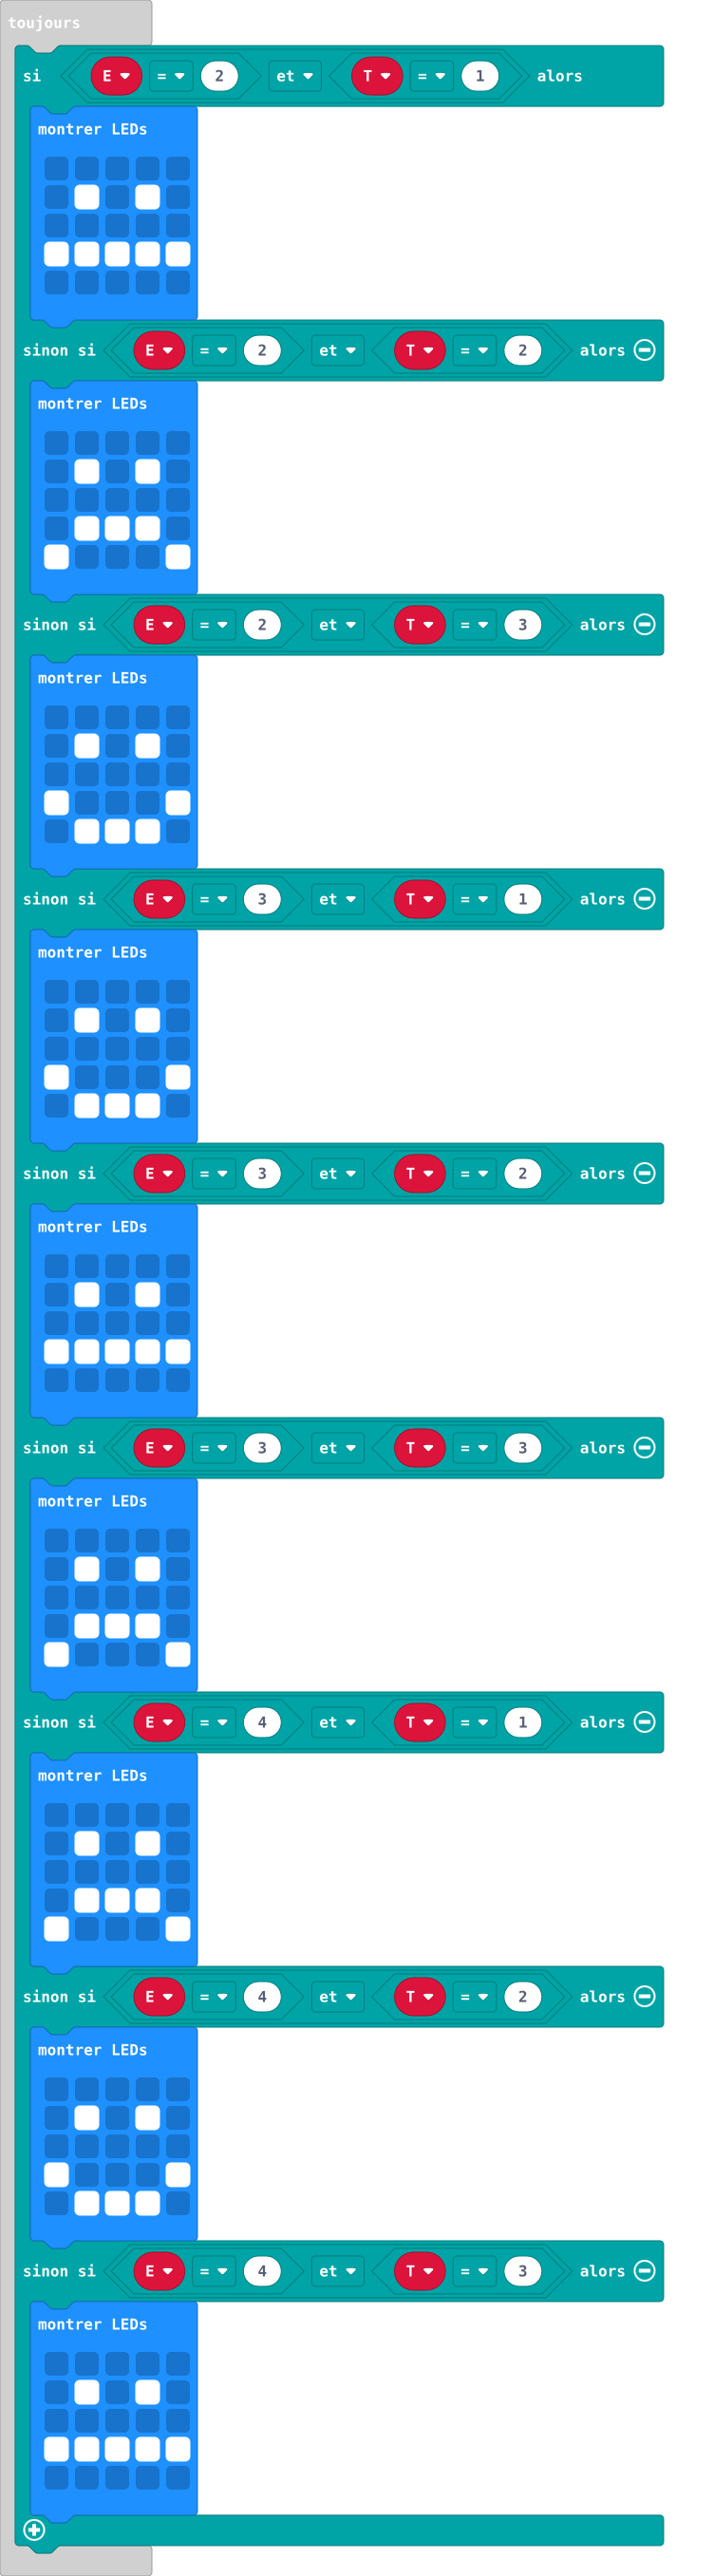 toujours
si E = 2 et T = 1 alors
montrer LEDs
sinon si E = 2 et T = 2 alors
montrer LEDs
sinon si E = 2 et T = 3 alors
montrer LEDs
sinon si E = 3 et T = 1 alors
montrer LEDs
sinon si E = 3 et T = 2 alors
montrer LEDs
sinon si E = 3 et T = 3 alors
montrer LEDs
sinon si E = 4 et T = 1 alors
montrer LEDs
sinon si E = 4 et T = 2 alors
montrer LEDs
sinon si E = 4 et T = 3 alors
montrer LEDs